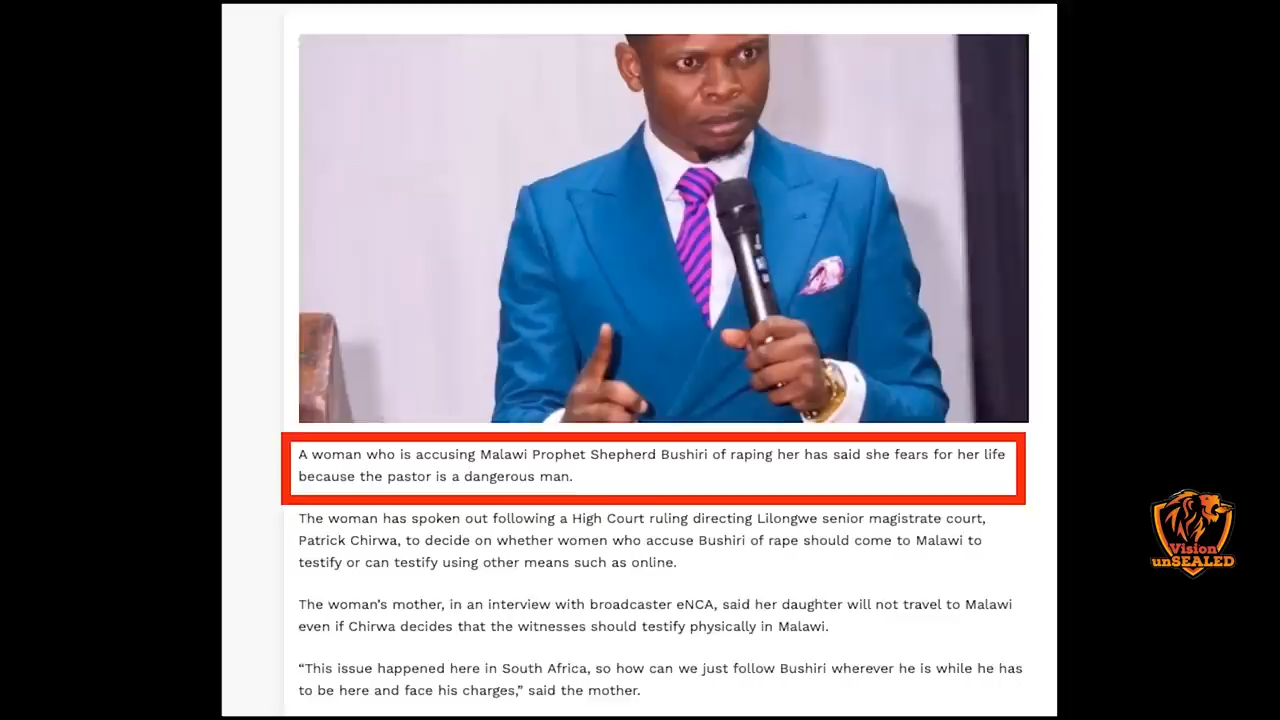 A woman who is accusing Malawi Prophet Shepherd Bushiri of raping her has said she fears for her life
because the pastor is a dangerous man.
The woman has spoken out following a High Court ruling directing Lilongwe senior magistrate court,
Patrick Chirwa, to decide on whether women who accuse Bushiri of rape should come to Malawi to
testify or can testify using other means such as online.
The woman's mother, in an interview with broadcaster eNCA, said her daughter will not travel to Malawi
even if Chirwa decides that the witnesses should testify physically in Malawi.
“This issue happened here in South Africa, so how can we just follow Bushiri wherever he is while he has
to be here and face his charges,” said the mother.
Vision
unSEALED